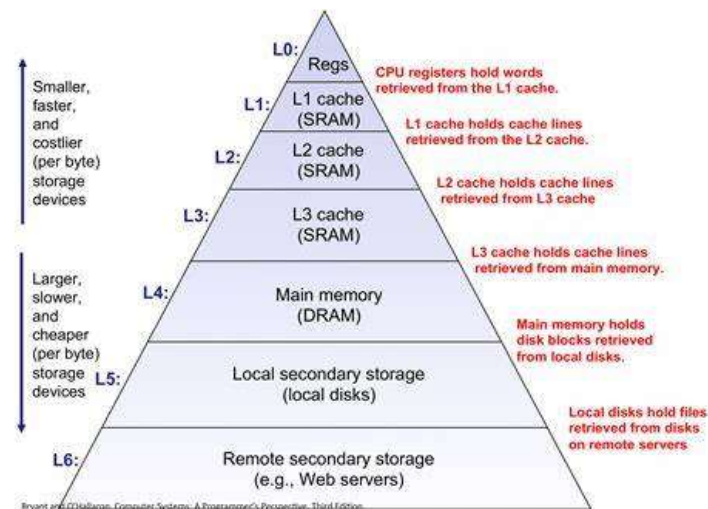 L0:
Regs
CPU registers hold words
retrieved from the L1 cache.
Smaller,
faster,
and
costlier
(per byte)
storage
devices
L1:
L1 cache
(SRAM)
L1 cache holds cache lines
retrieved from the L2 cache.
L2:
L2 cache
(SRAM)
L2 cache holds cache lines
retrieved from L3 cache
L3:
L3 cache
(SRAM)
L3 cache holds cache lines
retrieved from main memory.
Larger,
slower,
and
cheaper
(per byte)
storage
devices
L4:
Main memory
(DRAM)
Main memory holds
disk blocks retrieved
from local disks.
L5:
Local secondary storage
(local disks)
Local disks hold files
retrieved from disks
on remote servers
L6:
Remote secondary storage
(e.g., Web servers)
Bryant and O'Hallaron, Computer Systems: A Programmer's Perspective, Third Edition